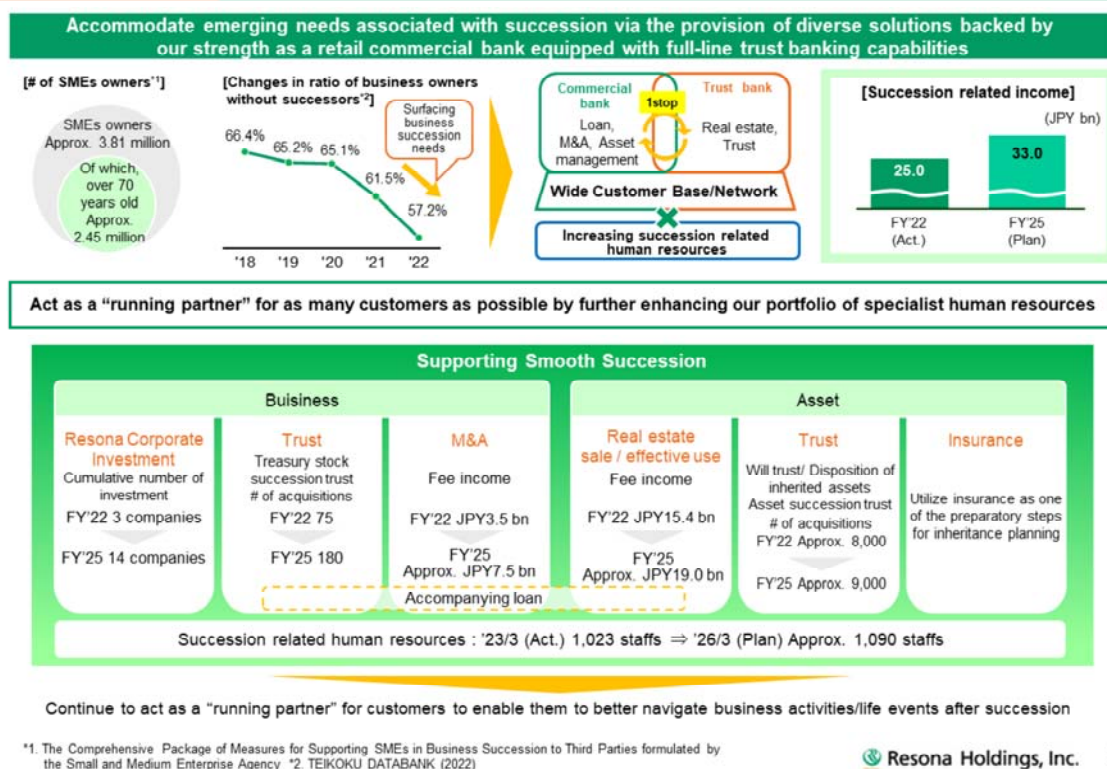 Accommodate emerging needs associated with succession via the provision of diverse solutions backed by
our strength as a retail commercial bank equipped with full-line trust banking capabilities
[# of SMEs owners*1]
SMEs owners
Approx. 3.81 million
Of which,
over 70
years old
Approx.
2.45 million
[Changes in ratio of business owners
without successors*2]
Surfacing
business
succession
needs
66.4%
65.2%
65.1%
61.5%
57.2%
'18 '19 '20 '21 '22
Commercial
bank
1stop
Trust bank
Loan,
M&A, Asset
management
Real estate,
Trust
Wide Customer Base/Network
Increasing succession related
human resources
[Succession related income]
(JPY bn)
25.0
33.0
FY'22
(Act.)
FY'25
(Plan)
Act as a “running partner” for as many customers as possible by further enhancing our portfolio of specialist human resources
Supporting Smooth Succession
Buisiness
Resona Corporate
Investment
Cumulative number of
investment
FY'22 3 companies
FY'25 14 companies
Trust
Treasury stock
succession trust
# of acquisitions
FY'22 75
FY'25 180
M&A
Fee income
FY'22 JPY3.5 bn
FY'25
Approx. JPY7.5 bn
Asset
Real estate
sale / effective use
Fee income
FY'22 JPY15.4 bn
FY'25
Approx. JPY19.0 bn
Accompanying loan
Trust
Will trust/ Disposition of
inherited assets
Asset succession trust
# of acquisitions
FY'22 Approx. 8,000
FY'25 Approx. 9,000
Insurance
Utilize insurance as one
of the preparatory steps
for inheritance planning
Succession related human resources : '23/3 (Act.) 1,023 staffs ⇒ '26/3 (Plan) Approx. 1,090 staffs
Continue to act as a “running partner” for customers to enable them to better navigate business activities/life events after succession
*1. The Comprehensive Package of Measures for Supporting SMEs in Business Succession to Third Parties formulated by
the Small and Medium Enterprise Agency *2. TEIKOKU DATABANK (2022)
Resona Holdings, Inc.